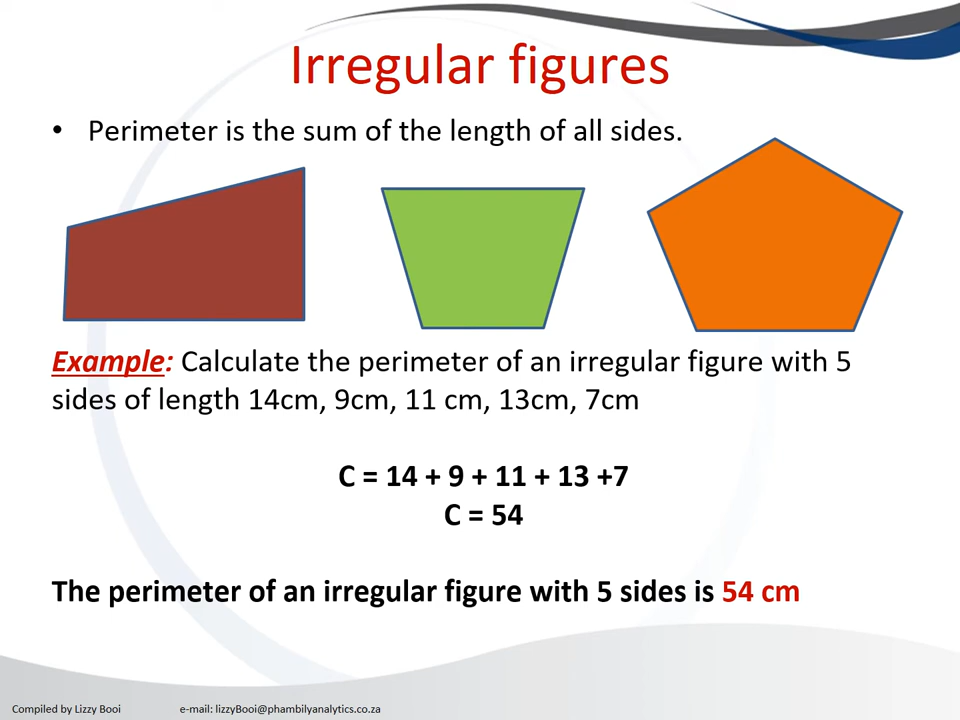 Irregular figures
• Perimeter is the sum of the length of all sides.
Example: Calculate the perimeter of an irregular figure with 5
sides of length 14cm, 9cm, 11 cm, 13cm, 7cm
C = 14 + 9 + 11 + 13 +7
C = 54
The perimeter of an irregular figure with 5 sides is 54 cm
Compiled by Lizzy Booi e-mail: lizzyBooi@phambilyanalytics.co.za